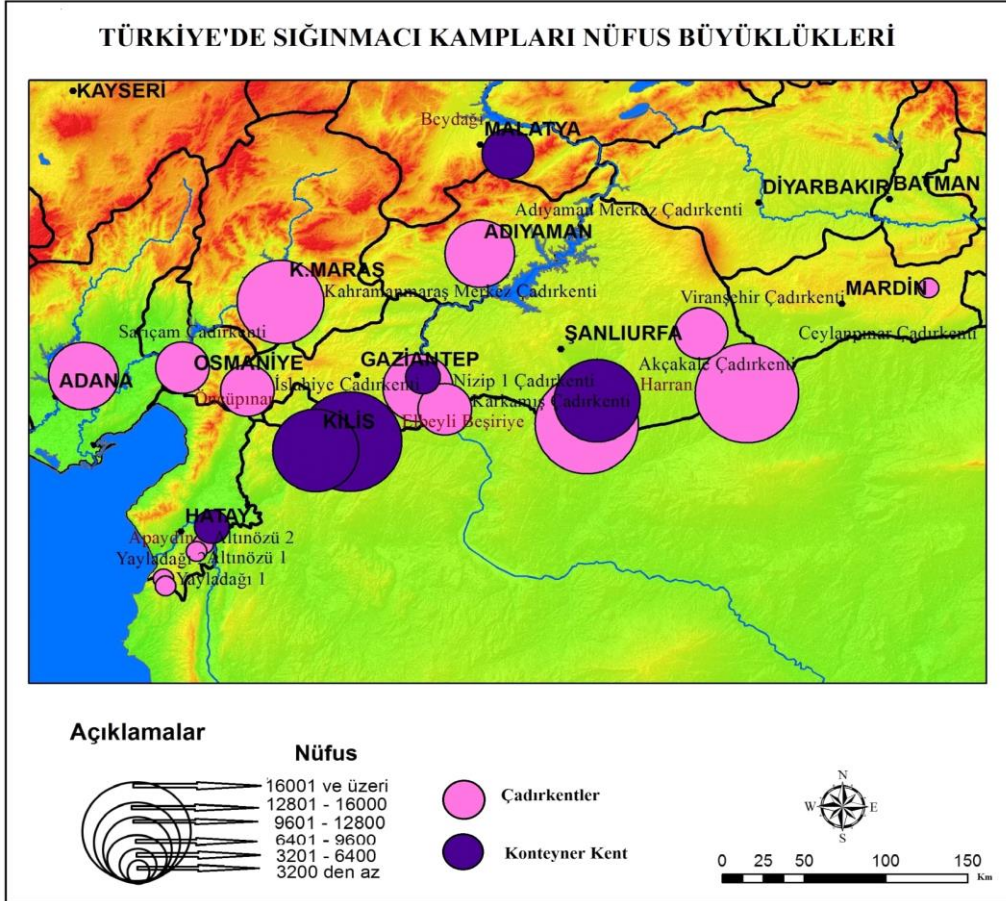 TÜRKİYE'DE SIĞINMACI KAMPLARI NÜFUS BÜYÜKLÜKLERİ
KAYSERİ
Beydağı
MALATYA
DİYARBAKIR
BATMAN
Adıyaman Merkez Çadırkenti
ADIYAMAN
K.MARAŞ
Kahramanmaraş Merkez Çadırkenti
MARDİN
Viranşehir Çadırkenti
Sarıçam Çadırkenti
ŞANLIURFA
Ceylanpınar Çadırkenti
OSMANİYE
GAZİANTEP
Akçakale Çadırkenti
ADANA
İslahiye Çadırkenti
Nizip 1 Çadırkenti
Harran
Öncüpınar
Karkamış Çadırkenti
KİLİS
Elbeyli Beşiriye
HATAY
Apaydın
Altınözü 2
Yayladağı 2
Altınözü 1
Yayladağı 1
Açıklamalar
Nüfus
16001 ve üzeri
12801 - 16000
9601 - 12800
6401 - 9600
3201 - 6400
3200 den az
Çadırkentler
Konteyner Kent
N
W E
S
0 25 50 100 150
Km